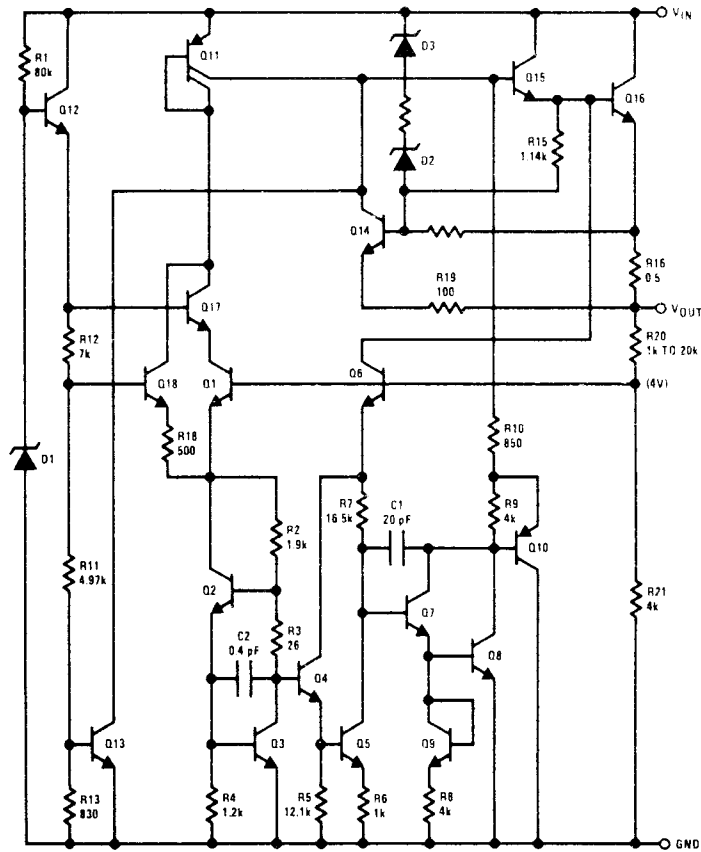 V_IN
R1
80k
Q12
Q11
D3
Q15
Q16
D2
R15
1.14k
Q14
R16
0.5
R19
100
V_OUT
Q17
R12
7k
R20
1k TO 20k
Q18
Q1
Q6
(4V)
R18
500
R10
850
D1
R7
16.5k
C1
20 pF
R9
4k
Q10
R2
1.9k
R11
4.97k
Q2
R21
4k
Q7
R3
26
C2
0.4 pF
Q4
Q8
Q13
Q3
Q5
Q9
R13
830
R4
1.2k
R5
12.1k
R6
1k
R8
4k
GND